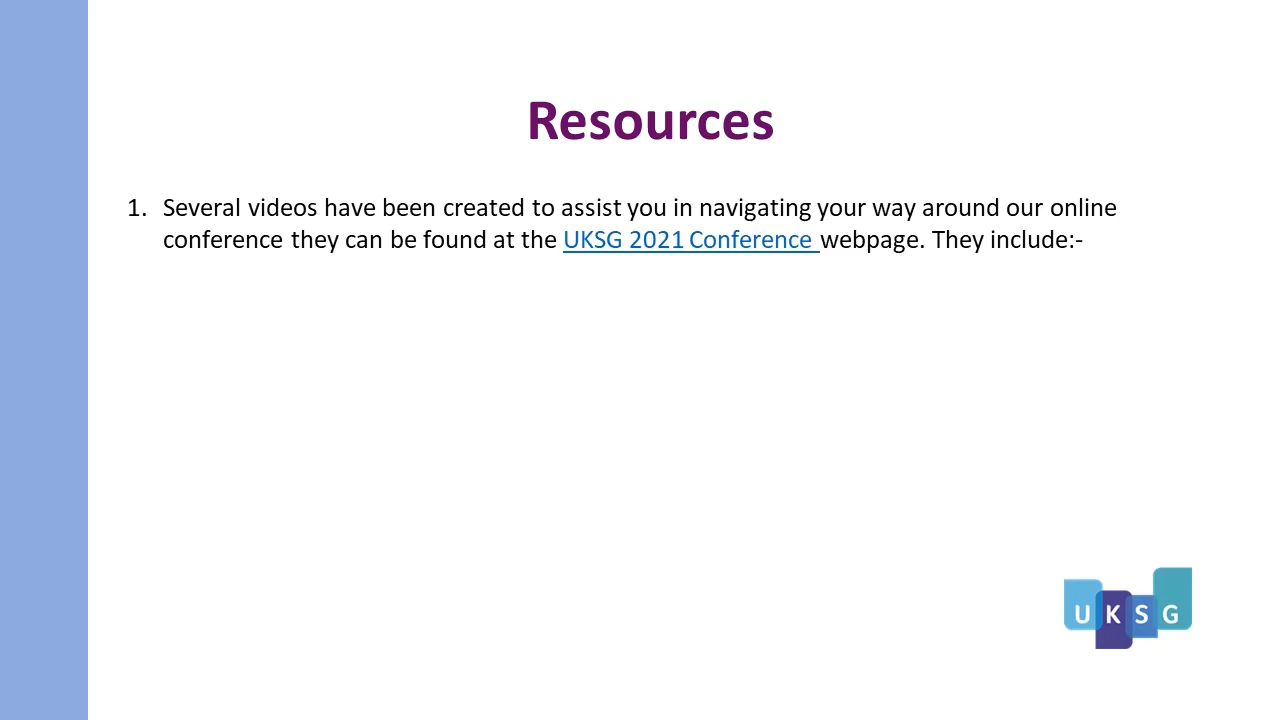 Resources
1. Several videos have been created to assist you in navigating your way around our online
conference they can be found at the UKSG 2021 Conference webpage. They include:-
UKSG